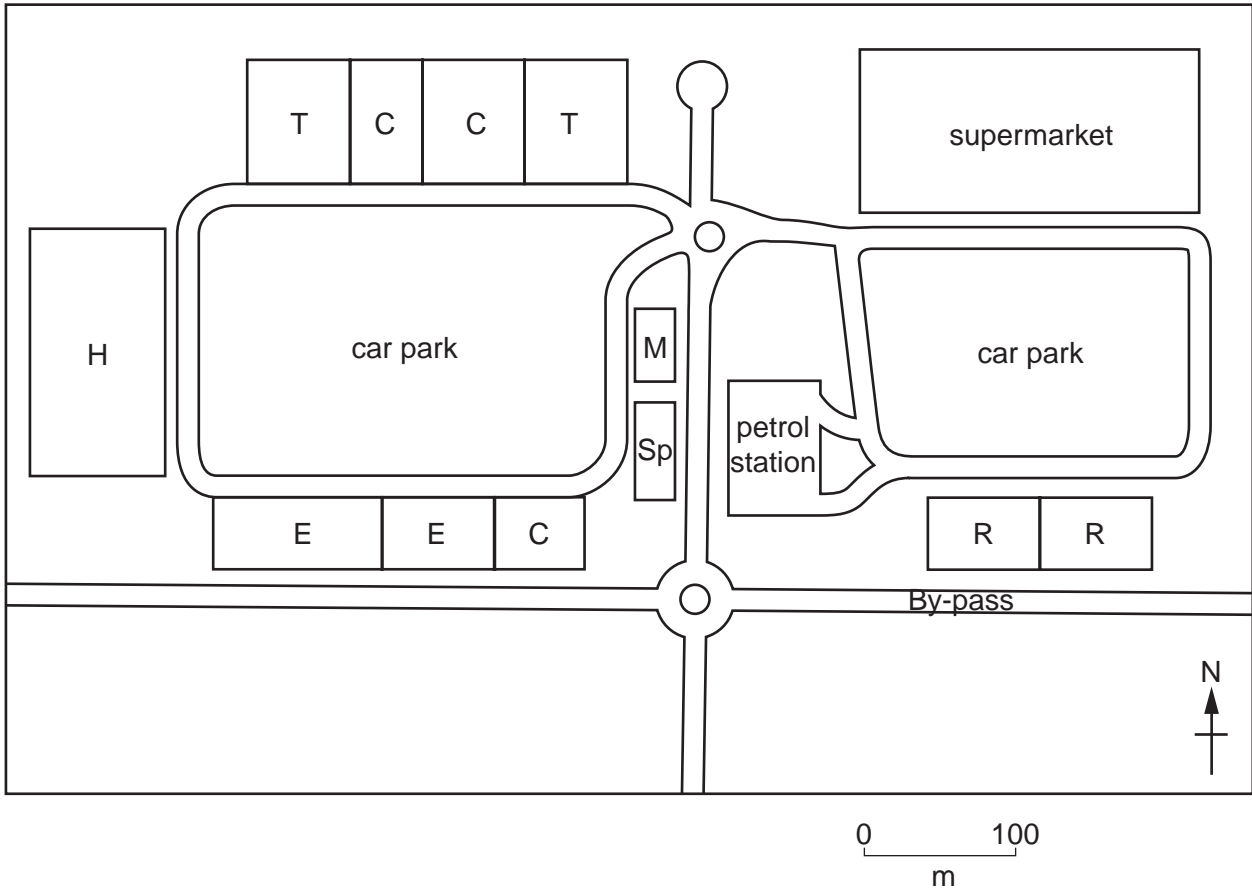 T
C
C
T
supermarket
H
car park
M
car park
petrol
station
Sp
E
E
C
R
R
By-pass
N
0 100
m